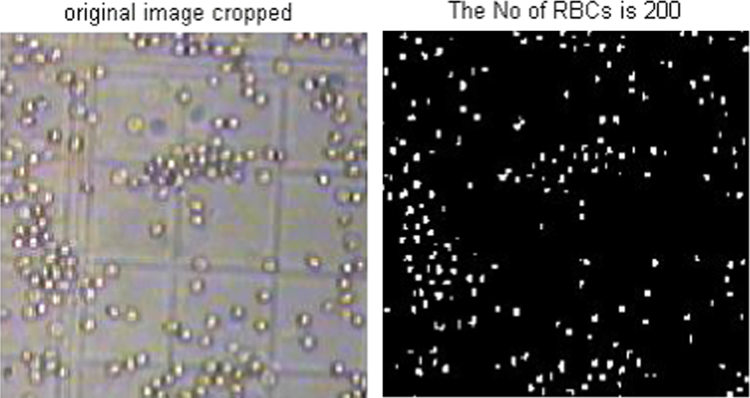 original image cropped
The No of RBCs is 200